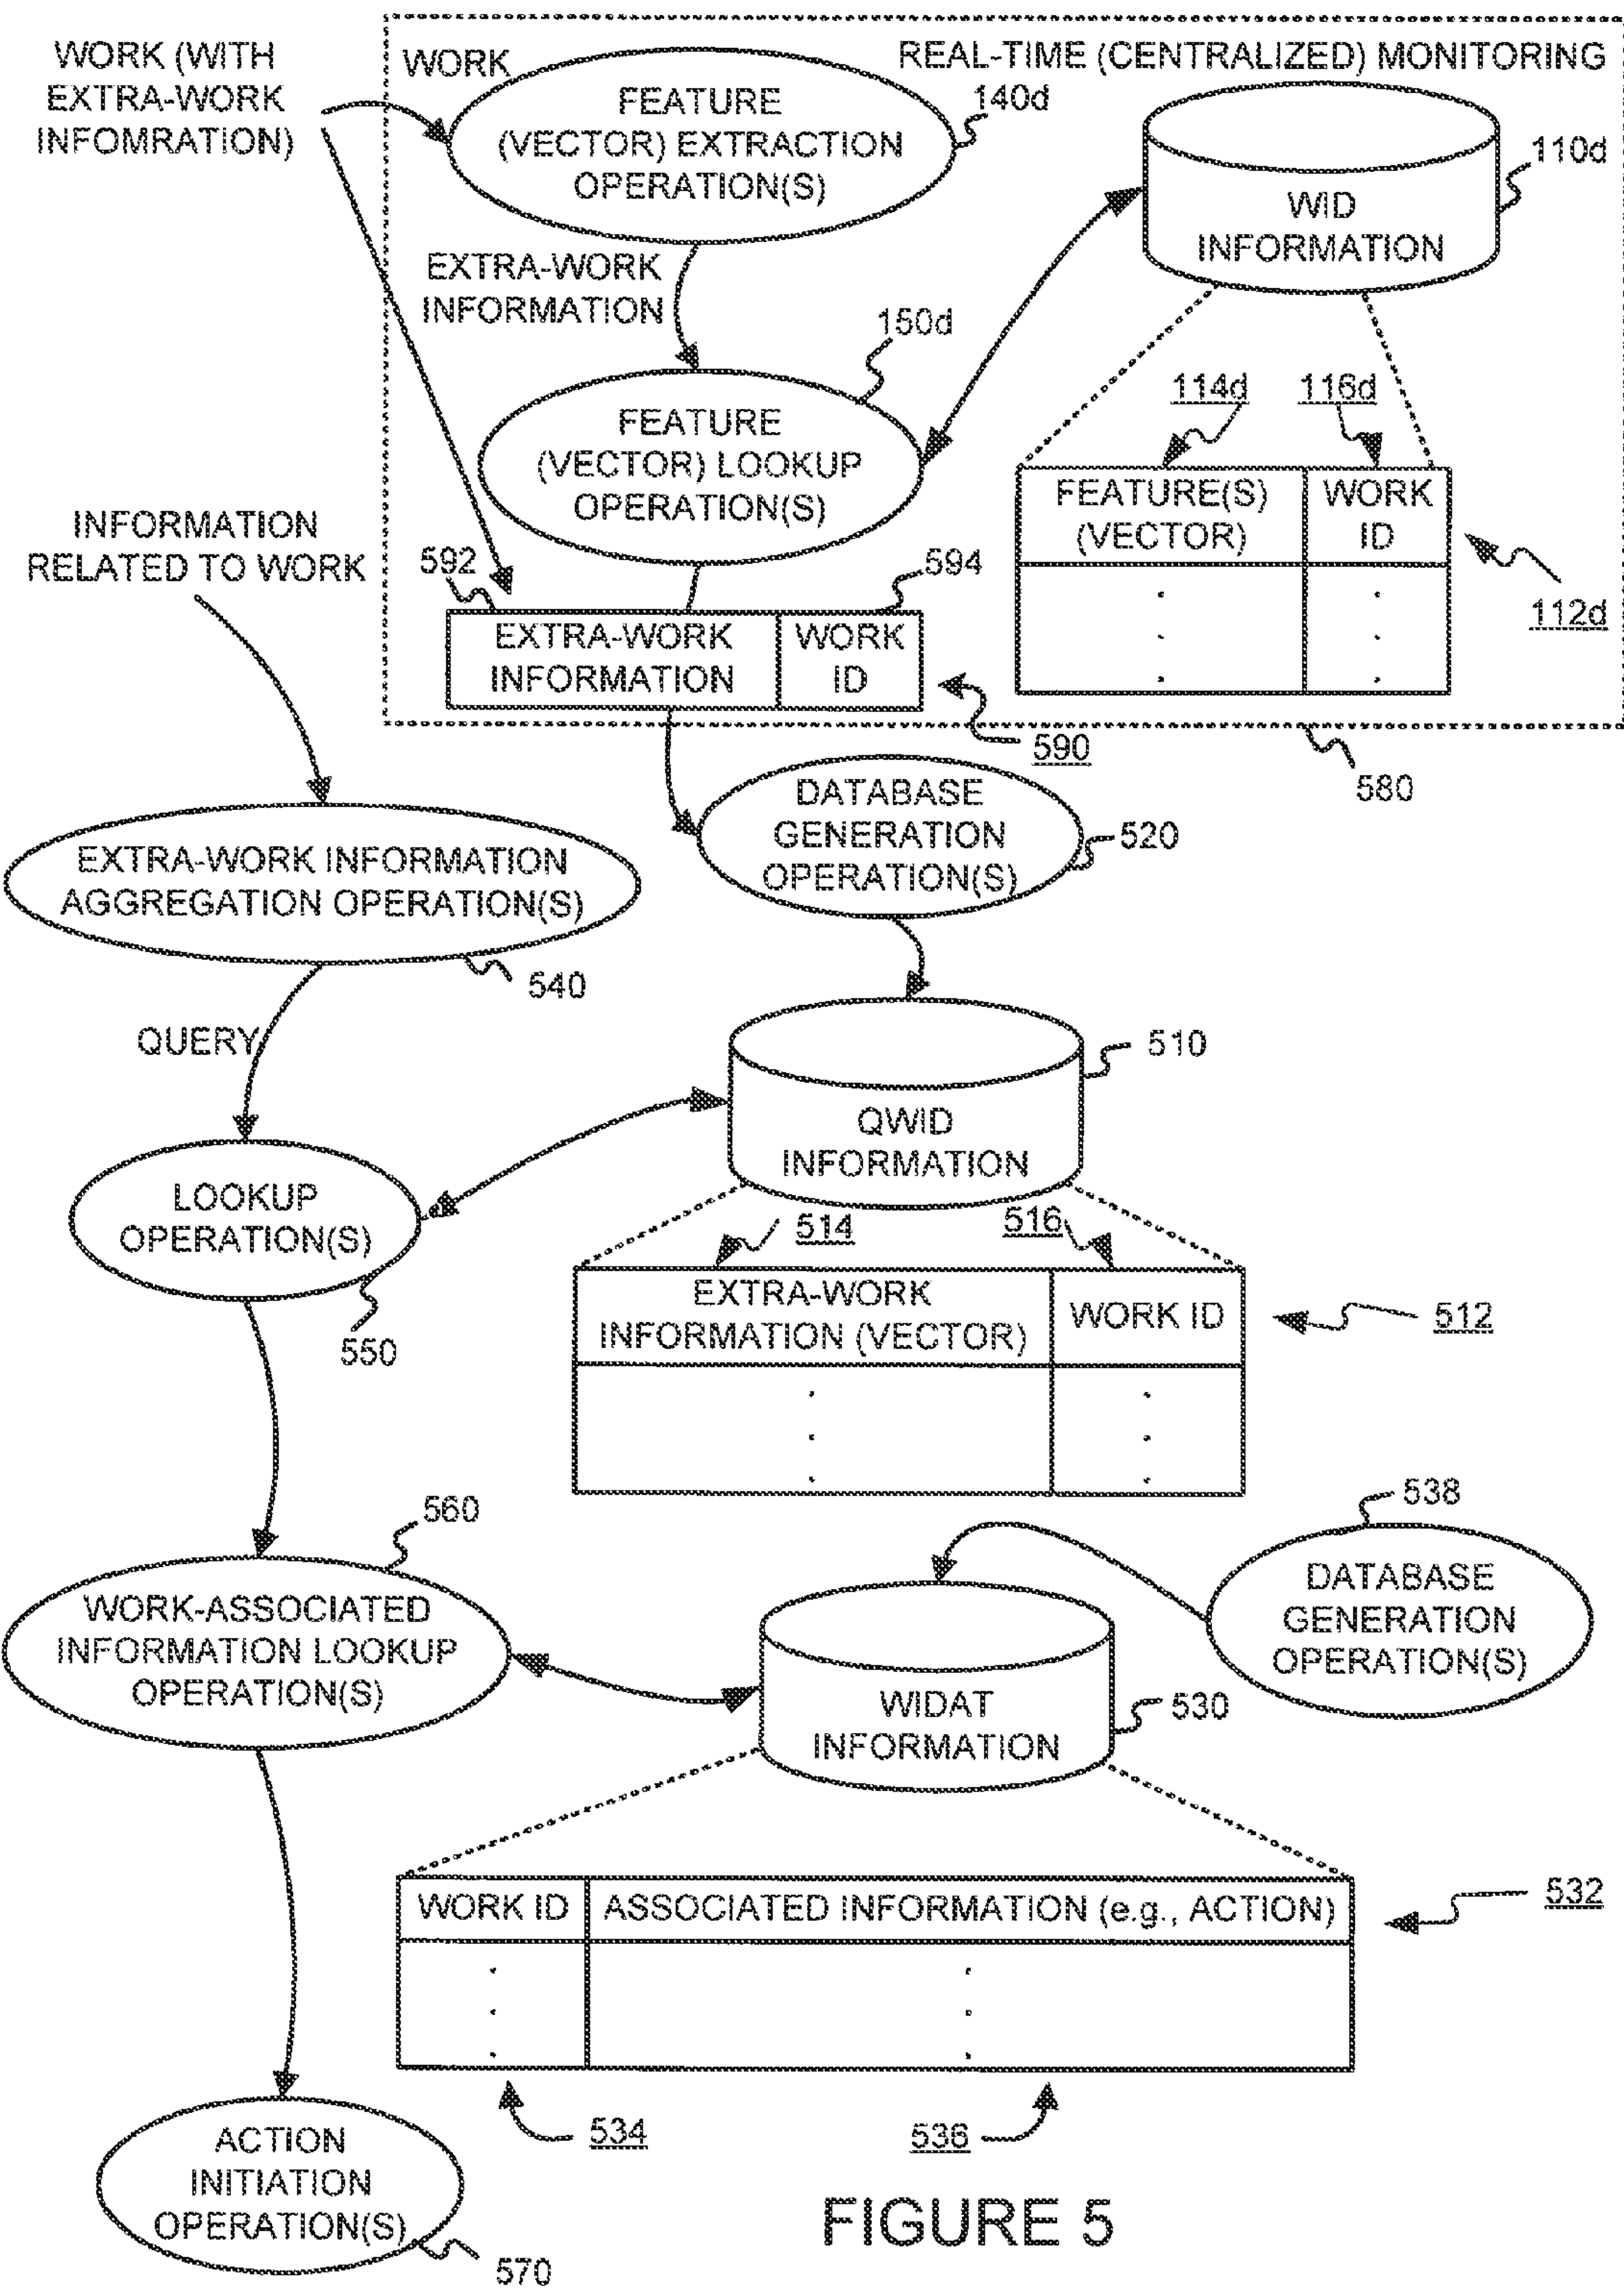 WORK (WITH
EXTRA-WORK
INFOMRATION)
WORK
REAL-TIME (CENTRALIZED) MONITORING
FEATURE
(VECTOR) EXTRACTION
OPERATION(S)
140d
WID
INFORMATION
110d
EXTRA-WORK
INFORMATION
150d
FEATURE
(VECTOR) LOOKUP
OPERATION(S)
114d
116d
FEATURE(S)
(VECTOR)
WORK
ID
112d
INFORMATION
RELATED TO WORK
592
594
EXTRA-WORK
INFORMATION
WORK
ID
590
580
DATABASE
GENERATION
OPERATION(S)
520
EXTRA-WORK INFORMATION
AGGREGATION OPERATION(S)
540
QUERY
510
QWID
INFORMATION
LOOKUP
OPERATION(S)
550
514
516
EXTRA-WORK
INFORMATION (VECTOR)
WORK ID
512
560
538
WORK-ASSOCIATED
INFORMATION LOOKUP
OPERATION(S)
DATABASE
GENERATION
OPERATION(S)
WIDAT
INFORMATION
530
WORK ID
ASSOCIATED INFORMATION (e.g., ACTION)
532
534
536
ACTION
INITIATION
OPERATION(S)
570
FIGURE 5